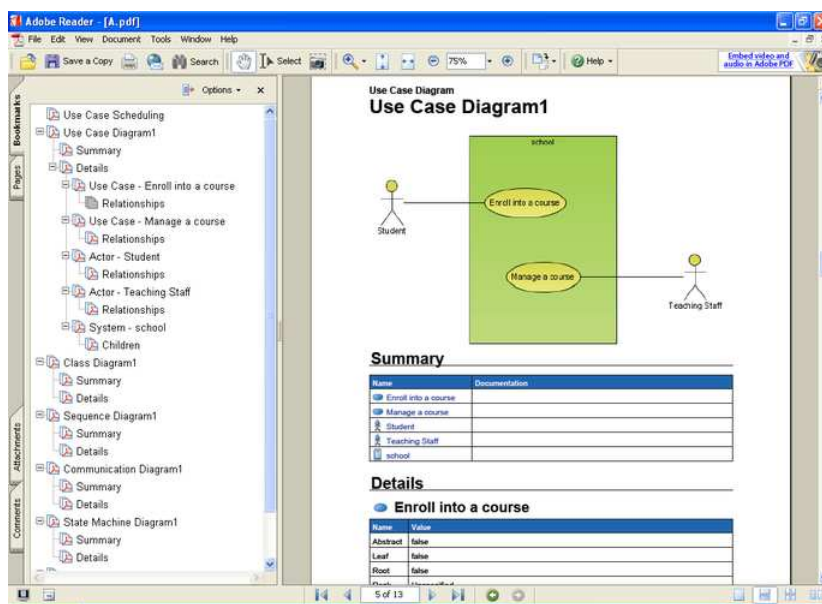 Adobe Reader - [A.pdf]
File Edit View Document Tools Window Help
Save a Copy Search Select 75% Help
Embed video and
audio in Adobe PDF
Bookmarks
Pages
Attachments
Comments
Options
Use Case Scheduling
Use Case Diagram1
Summary
Details
Use Case - Enroll into a course
Relationships
Use Case - Manage a course
Relationships
Actor - Student
Relationships
Actor - Teaching Staff
Relationships
System - school
Children
Class Diagram1
Summary
Details
Sequence Diagram1
Summary
Details
Communication Diagram1
Summary
Details
State Machine Diagram1
Summary
Details
Use Case Diagram
Use Case Diagram1
school
Enroll into a course
Student
Manage a course
Teaching Staff
Summary
Name Documentation
Enroll into a course
Manage a course
Student
Teaching Staff
school
Details
Enroll into a course
Name Value
Abstract false
Leaf false
Root false
5 of 13